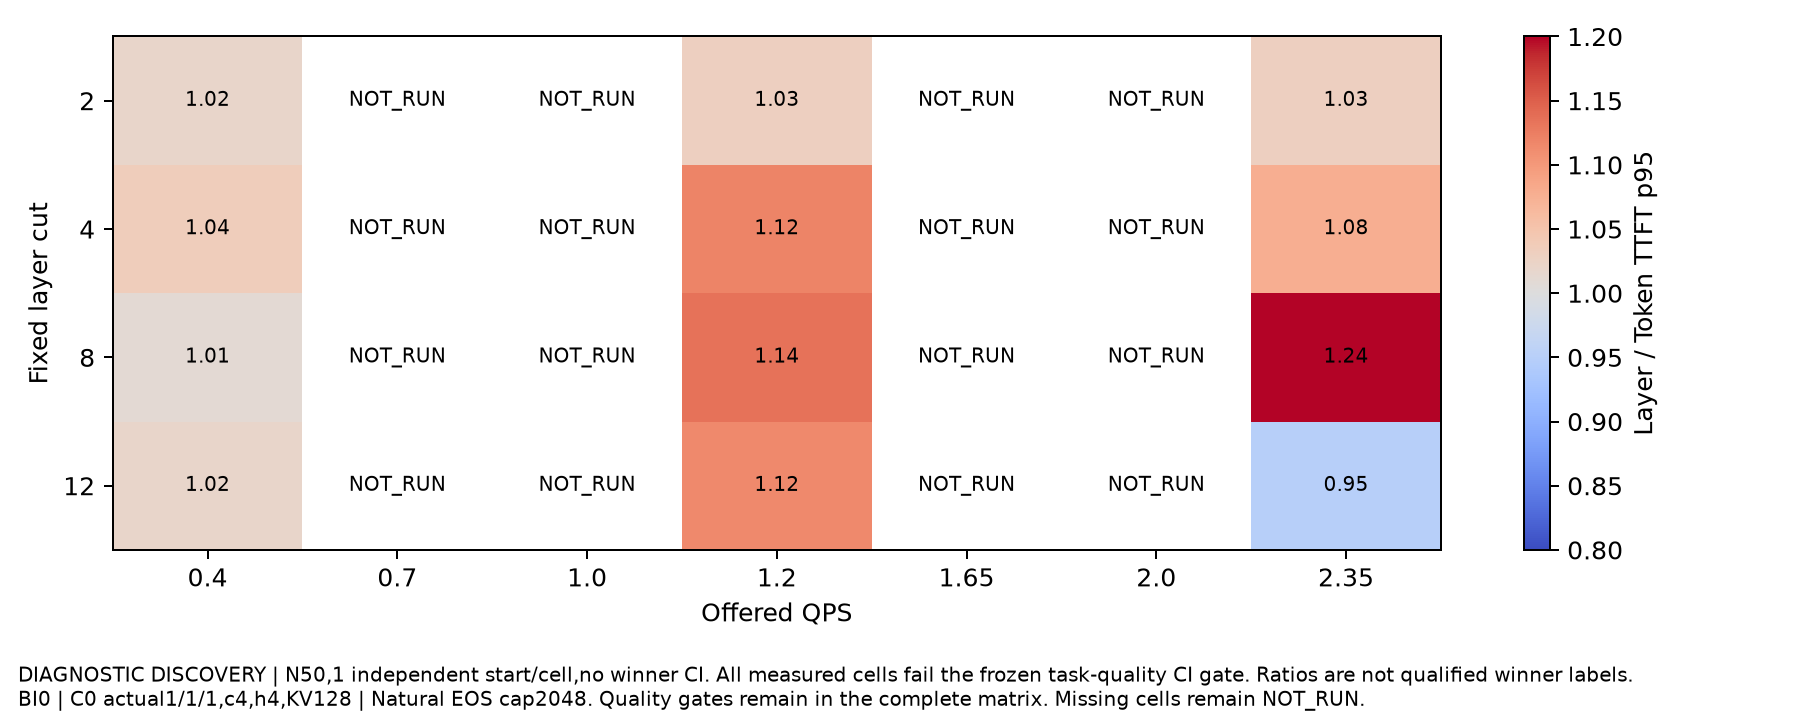 1.20
2 1.02 NOT_RUN NOT_RUN 1.03 NOT_RUN NOT_RUN 1.03 1.15
1.10
4 1.04 NOT_RUN NOT_RUN 1.12 NOT_RUN NOT_RUN 1.08 1.05
Fixed layer cut
1.00
Layer / Token TTFT p95
8 1.01 NOT_RUN NOT_RUN 1.14 NOT_RUN NOT_RUN 1.24 0.95
0.90
12 1.02 NOT_RUN NOT_RUN 1.12 NOT_RUN NOT_RUN 0.95 0.85
0.80
0.4 0.7 1.0 1.2 1.65 2.0 2.35
Offered QPS
DIAGNOSTIC DISCOVERY | N50,1 independent start/cell,no winner CI. All measured cells fail the frozen task-quality CI gate. Ratios are not qualified winner labels.
BI0 | C0 actual1/1/1,c4,h4,KV128 | Natural EOS cap2048. Quality gates remain in the complete matrix. Missing cells remain NOT_RUN.